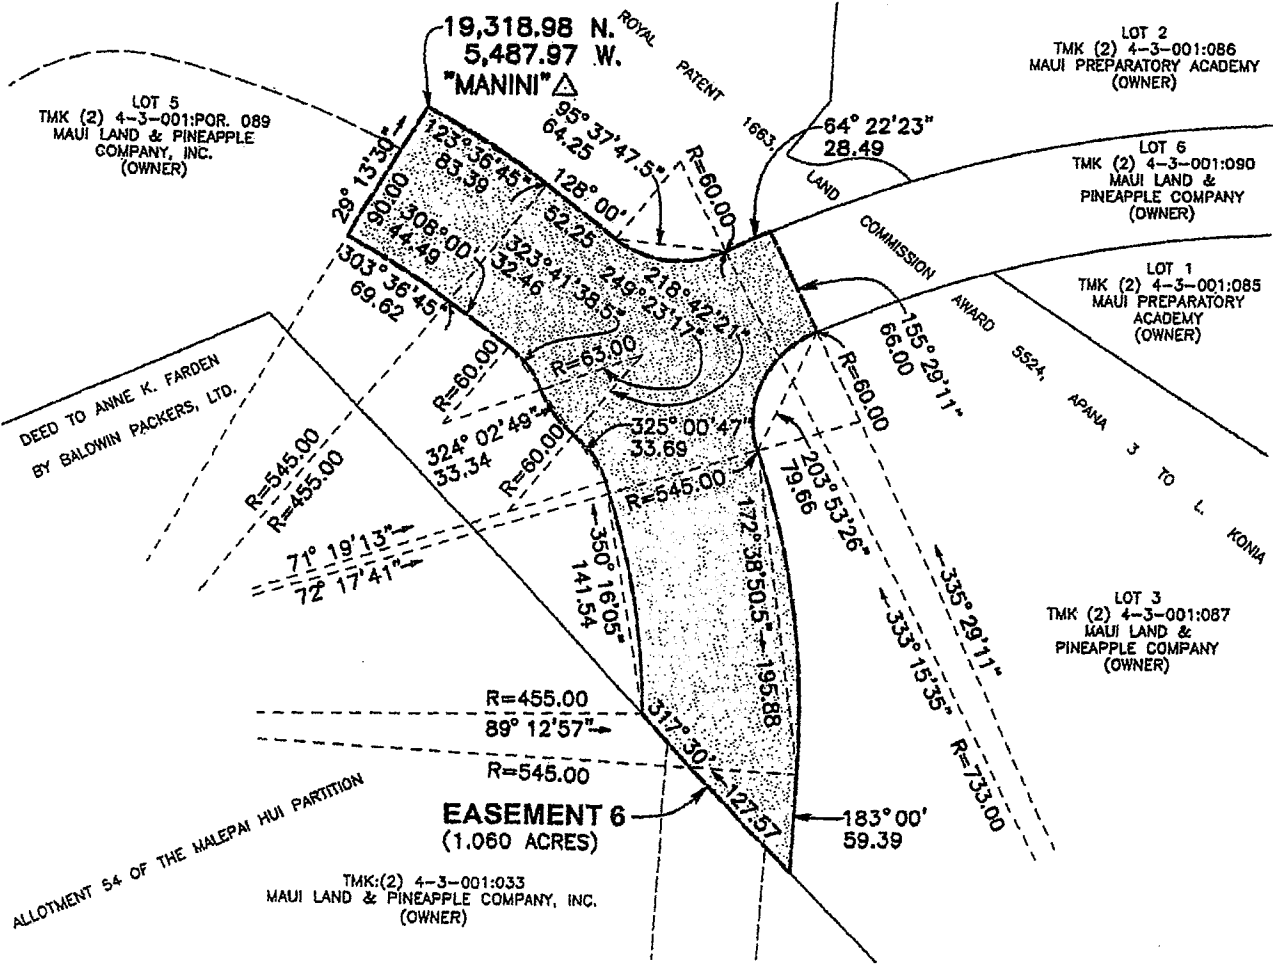 19,318.98 N.
5,487.97 W.
"MANINI"
ROYAL PATENT 1663, LAND COMMISSION AWARD 5524, APANA 3 TO L. KONIA
LOT 2
TMK (2) 4-3-001:086
MAUI PREPARATORY ACADEMY
(OWNER)
LOT 5
TMK (2) 4-3-001:POR. 089
MAUI LAND & PINEAPPLE
COMPANY, INC.
(OWNER)
95° 37'47.5"
64.25
64° 22'23"
28.49
R=60.00
LOT 6
TMK (2) 4-3-001:090
MAUI LAND &
PINEAPPLE COMPANY
(OWNER)
29° 13'30"
90.00
123°36'45"
83.39
128°00'
52.25
308°00'
44.49
323°41'38.5"
32.46
249°23'17"
218°42'21"
303°36'45"
69.62
LOT 1
TMK (2) 4-3-001:085
MAUI PREPARATORY
ACADEMY
(OWNER)
155°29'11"
66.00
R=63.00
R=60.00
R=60.00
DEED TO ANNE K. FARDEN
BY BALDWIN PACKERS, LTD.
324° 02'49"
33.34
R=60.00
325°00'47"
33.69
R=545.00
R=455.00
R=545.00
203°53'26"
79.66
71° 19'13"
72° 17'41"
350° 16'05"
141.54
172°38'50.5"
195.88
335°29'11"
333°15'35"
R=733.00
LOT 3
TMK (2) 4-3-001:087
MAUI LAND &
PINEAPPLE COMPANY
(OWNER)
R=455.00
89° 12'57"
R=545.00
317°30'
127.57
EASEMENT 6
(1.060 ACRES)
183°00'
59.39
ALLOTMENT 54 OF THE MALEPAI HUI PARTITION
TMK:(2) 4-3-001:033
MAUI LAND & PINEAPPLE COMPANY, INC.
(OWNER)